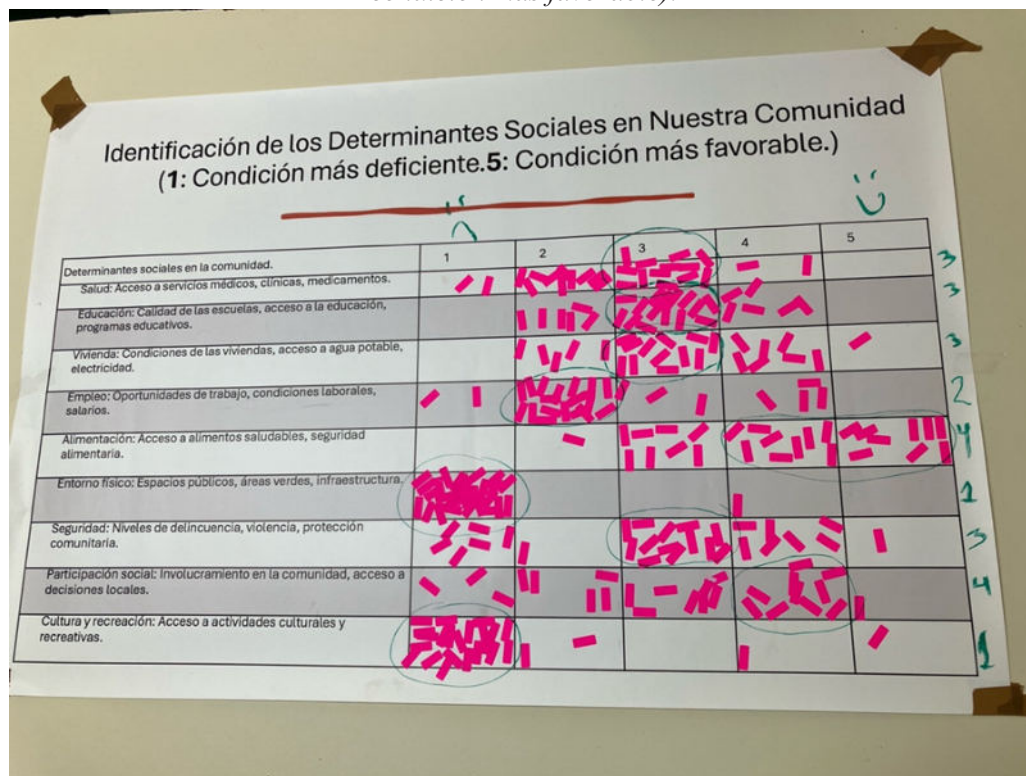 Identificación de los Determinantes Sociales en Nuestra Comunidad
(1: Condición más deficiente.5: Condición más favorable.)
Determinantes sociales en la comunidad. 1 2 3 4 5
3
Salud: Acceso a servicios médicos, clínicas, medicamentos.
3
Educación: Calidad de las escuelas, acceso a la educación,
programas educativos.
Vivienda: Condiciones de las viviendas, acceso a agua potable,
electricidad.
3
Empleo: Oportunidades de trabajo, condiciones laborales,
salarios.
2
Alimentación: Acceso a alimentos saludables, seguridad
alimentaria.
4
Entorno físico: Espacios públicos, áreas verdes, infraestructura.
1
Seguridad: Niveles de delincuencia, violencia, protección
comunitaria.
3
Participación social: Involucramiento en la comunidad, acceso a
decisiones locales.
4
Cultura y recreación: Acceso a actividades culturales y
recreativas.
1